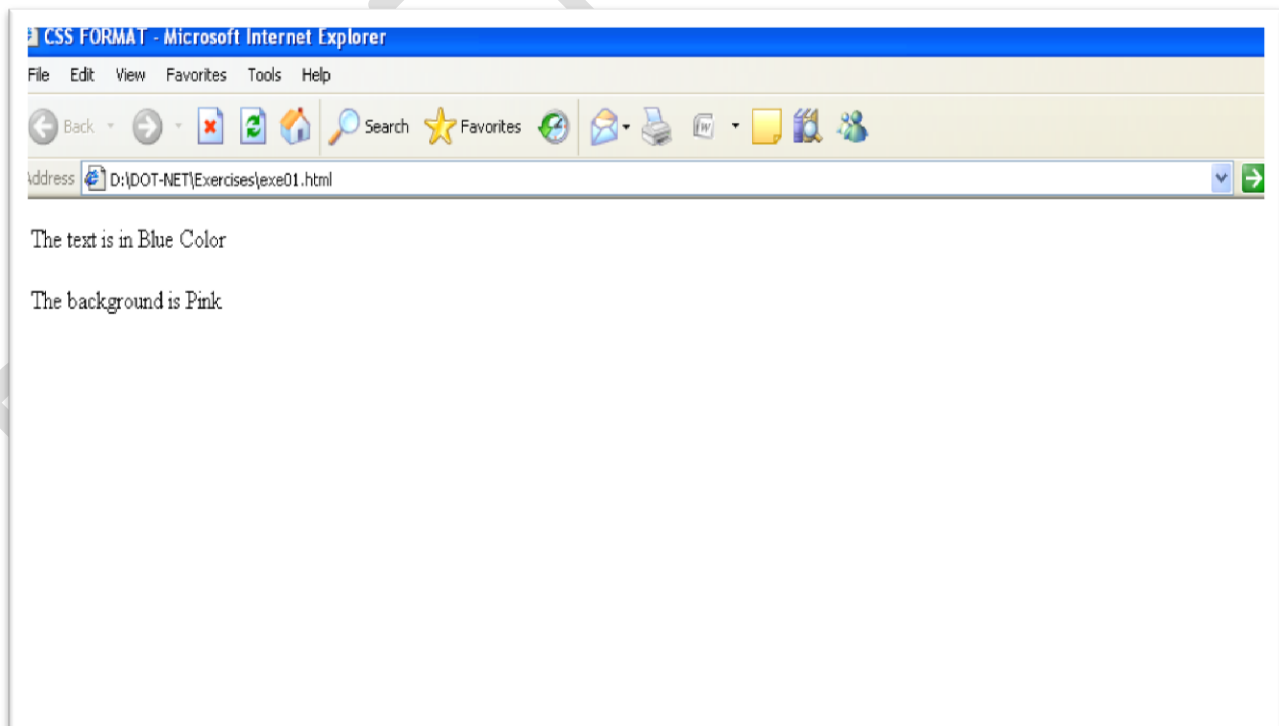 CSS FORMAT - Microsoft Internet Explorer
File Edit View Favorites Tools Help
Back Search Favorites
Address D:\DOT-NET\Exercises\exe01.html
The text is in Blue Color
The background is Pink